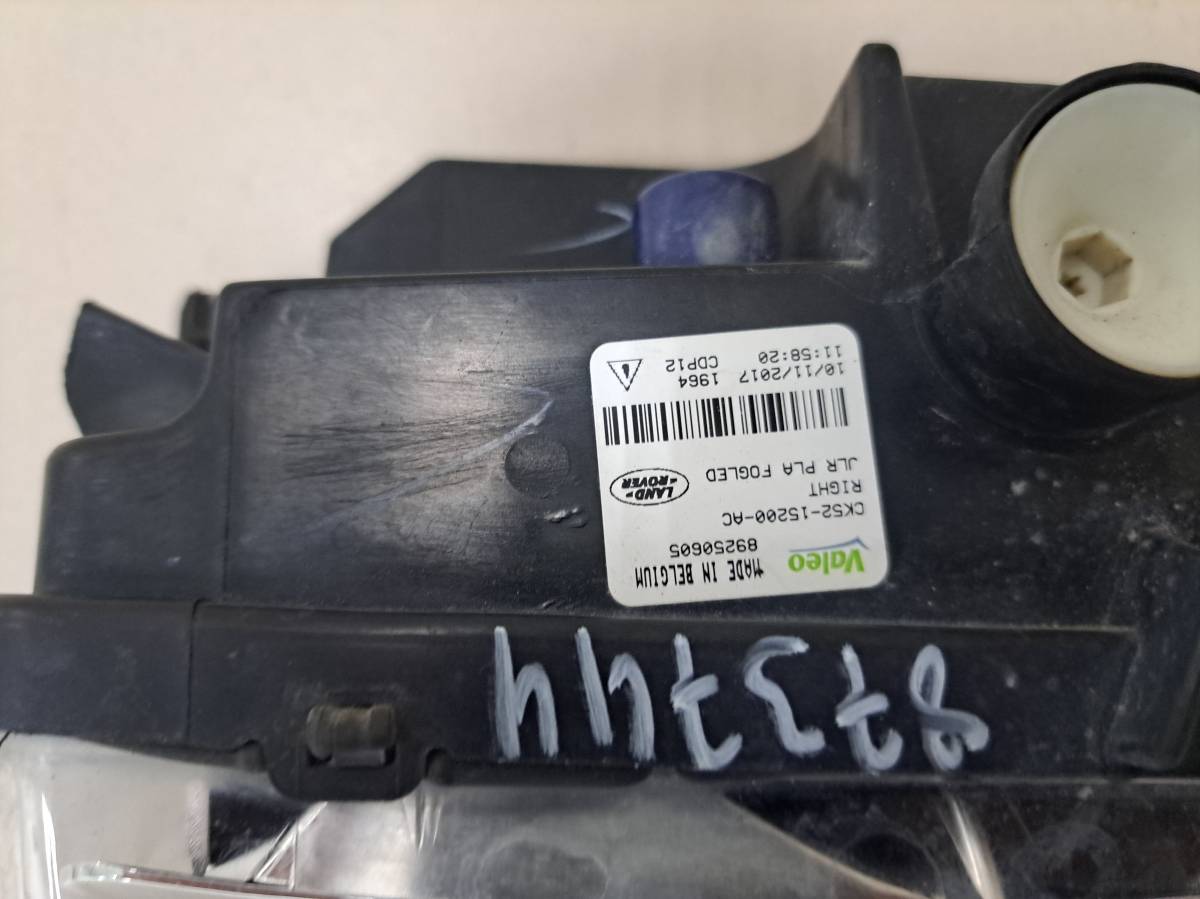 873744
Valeo
MADE IN BELGIUM
89250605
CK52-15200-AC
RIGHT
JLR PLA FOGLED
LAND-
-ROVER
10/11/2017 1964
11:58:20 CDP12